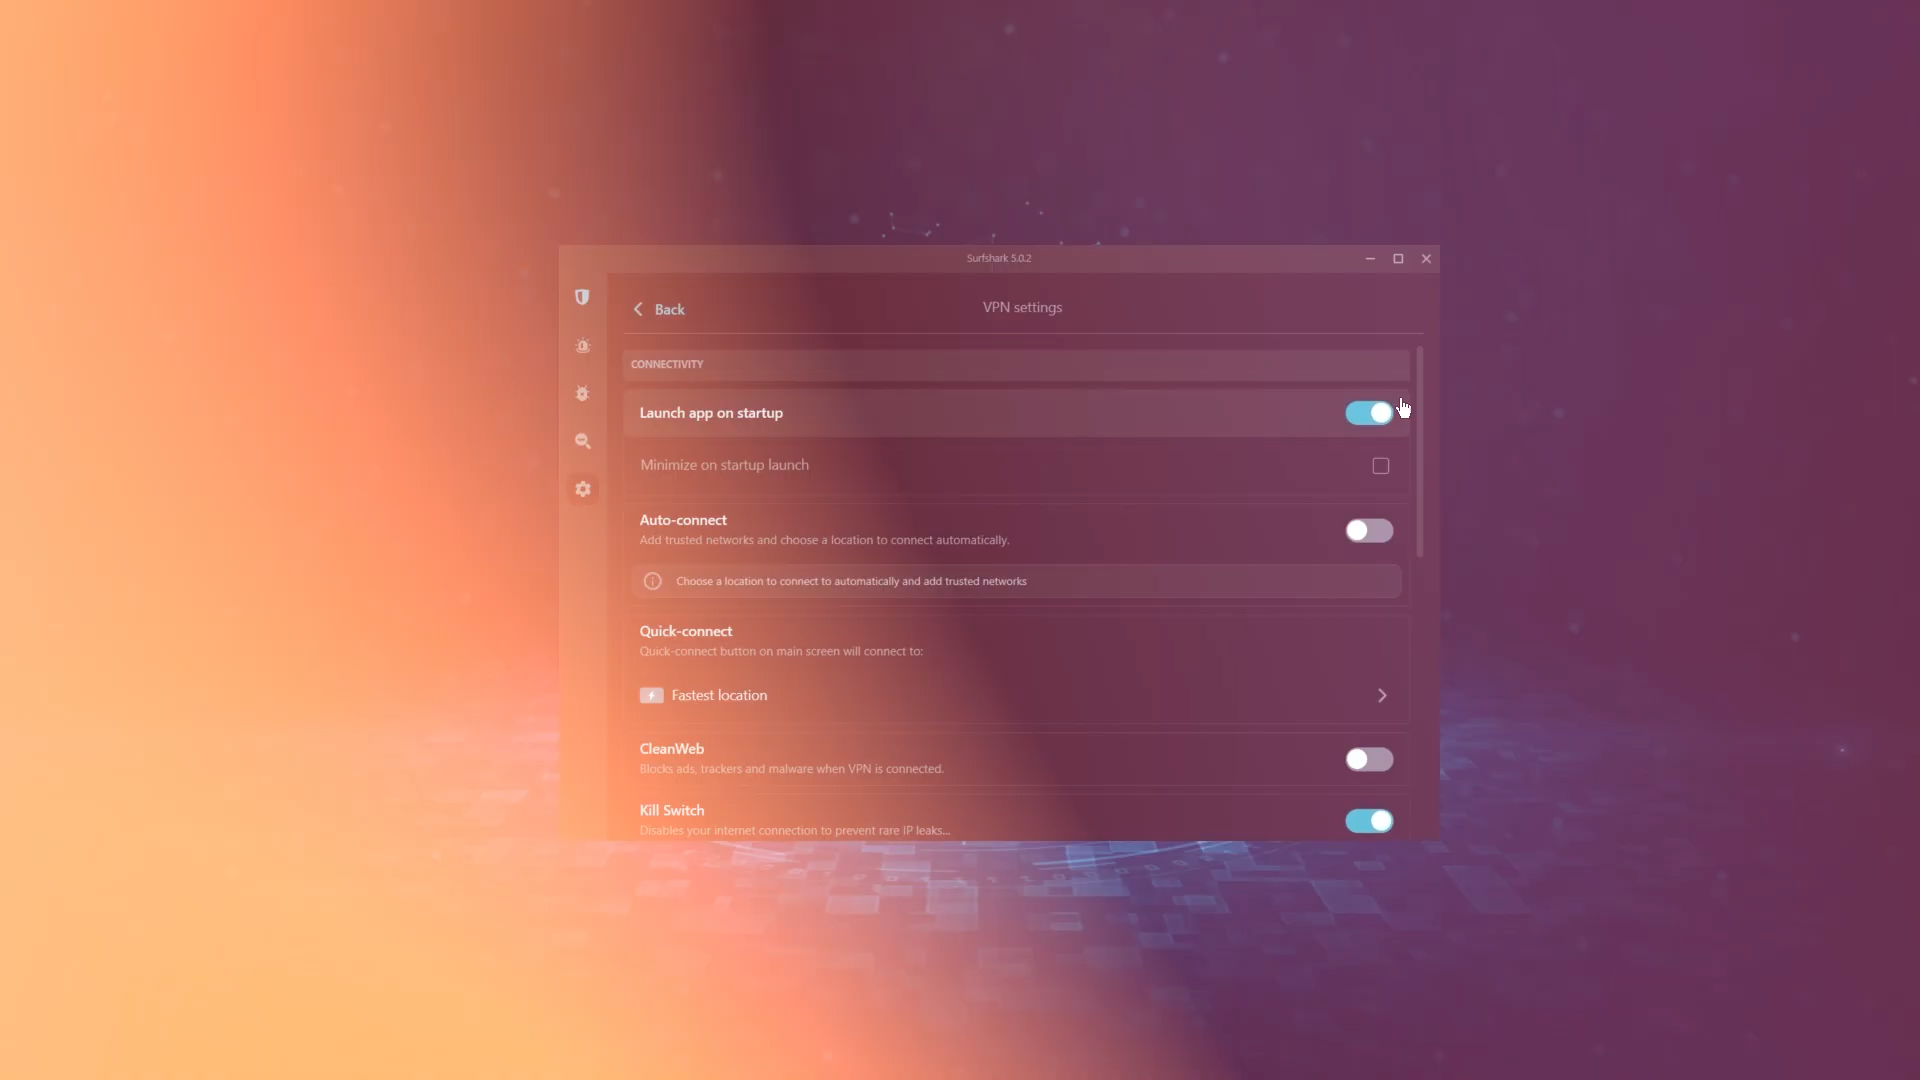 Surfshark 5.0.2
Back
VPN settings
CONNECTIVITY
Launch app on startup
Minimize on startup launch
Auto-connect
Add trusted networks and choose a location to connect automatically.
Choose a location to connect to automatically and add trusted networks
Quick-connect
Quick-connect button on main screen will connect to:
Fastest location
CleanWeb
Blocks ads, trackers and malware when VPN is connected.
Kill Switch
Disables your internet connection to prevent rare IP leaks...